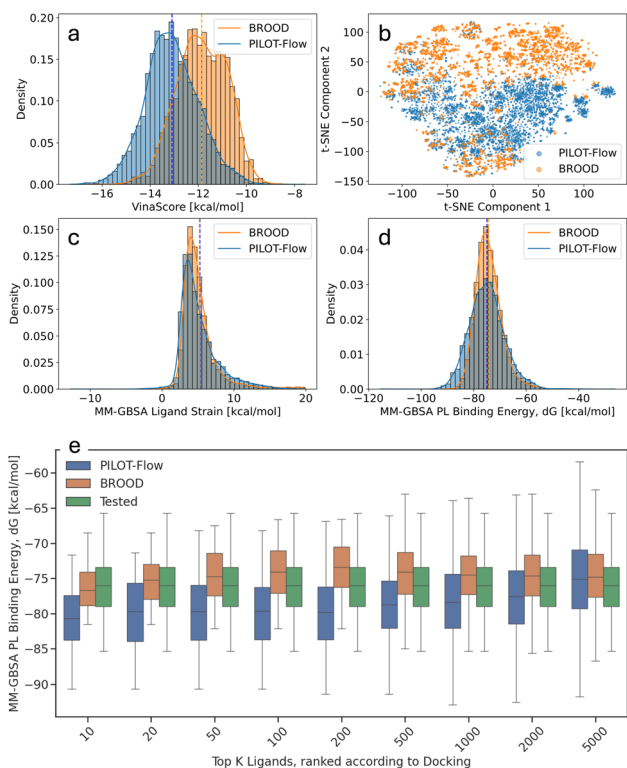 a
BROOD
PILOT-Flow
Density
0.20
0.15
0.10
0.05
0.00
−16
−14
−12
−10
−8
VinaScore [kcal/mol]
b
t-SNE Component 2
100
50
0
−50
−100
−150
PILOT-Flow
BROOD
−100
−50
0
50
100
t-SNE Component 1
c
BROOD
PILOT-Flow
Density
0.150
0.125
0.100
0.075
0.050
0.025
0.000
−10
0
10
20
MM-GBSA Ligand Strain [kcal/mol]
d
BROOD
PILOT-Flow
Density
0.04
0.03
0.02
0.01
0.00
−120
−100
−80
−60
−40
MM-GBSA PL Binding Energy, dG [kcal/mol]
e
PILOT-Flow
BROOD
Tested
MM-GBSA PL Binding Energy, dG [kcal/mol]
−60
−65
−70
−75
−80
−85
−90
10
20
50
100
200
500
1000
2000
5000
Top K Ligands, ranked according to Docking